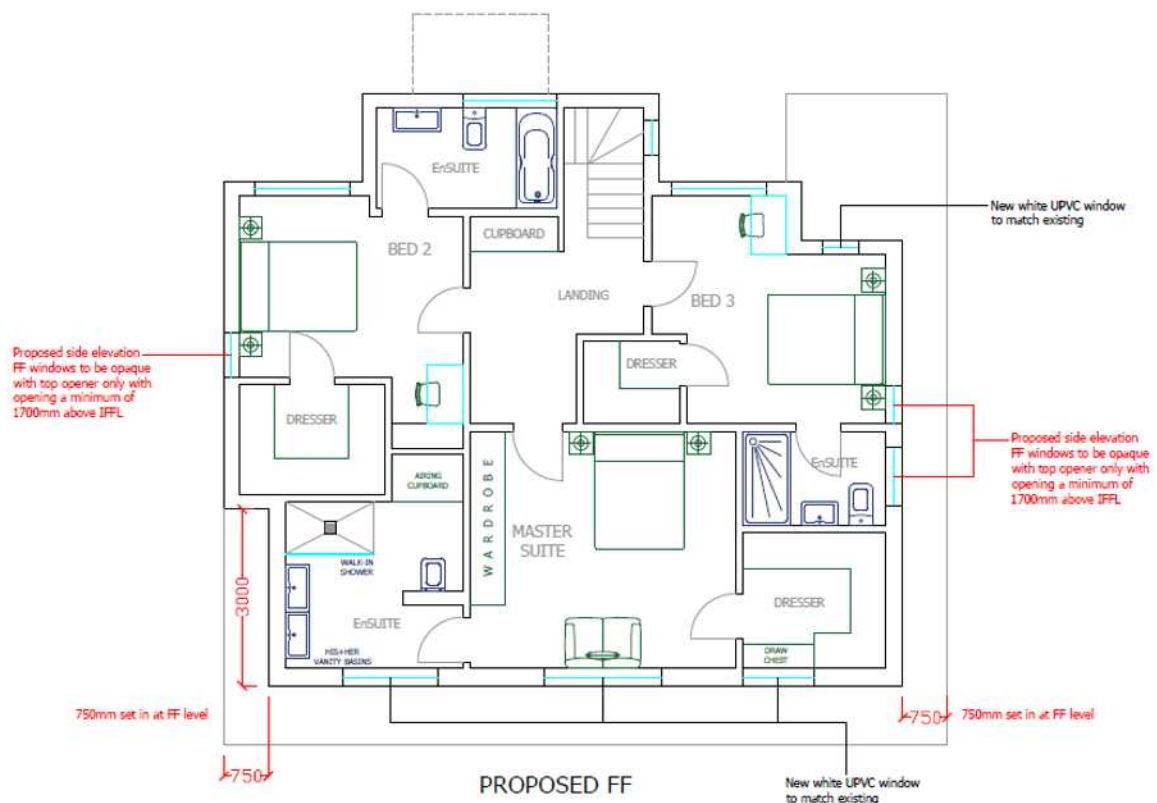 EnSUITE
New white UPVC window
to match existing
CUPBOARD
BED 2
LANDING
BED 3
Proposed side elevation
FF windows to be opaque
with top opener only with
opening a minimum of
1700mm above IFFL
DRESSER
DRESSER
Proposed side elevation
FF windows to be opaque
with top opener only with
opening a minimum of
1700mm above IFFL
EnSUITE
AIRING
CUPBOARD
WARDROBE
MASTER
SUITE
WALK-IN
SHOWER
3000
DRESSER
EnSUITE
HIS+HER
VANITY BASINS
DRAW
CHEST
750mm set in at FF level
750
750mm set in at FF level
750
PROPOSED FF
New white UPVC window
to match existing